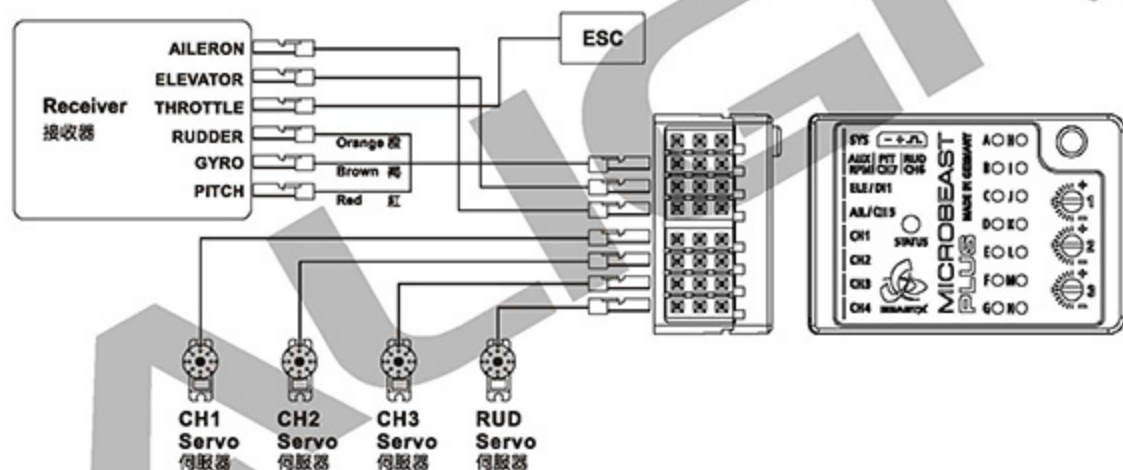 Receiver
接收器
AILERON
ELEVATOR
THROTTLE
RUDDER
GYRO
PITCH
Orange 橙
Brown 褐
Red 紅
ESC
CH1
Servo
伺服器
CH2
Servo
伺服器
CH3
Servo
伺服器
RUD
Servo
伺服器
SYS
AUX PIT RUD
RPM CH7 CH6
ELE/DI1
AIL/CH5
CH1
CH2
CH3
CH4
STATUS
BEASTX
MICROBEAST
PLUS
MADE IN GERMANY
A H
B I
C J
D K
E L
F M
G N
1
2
3